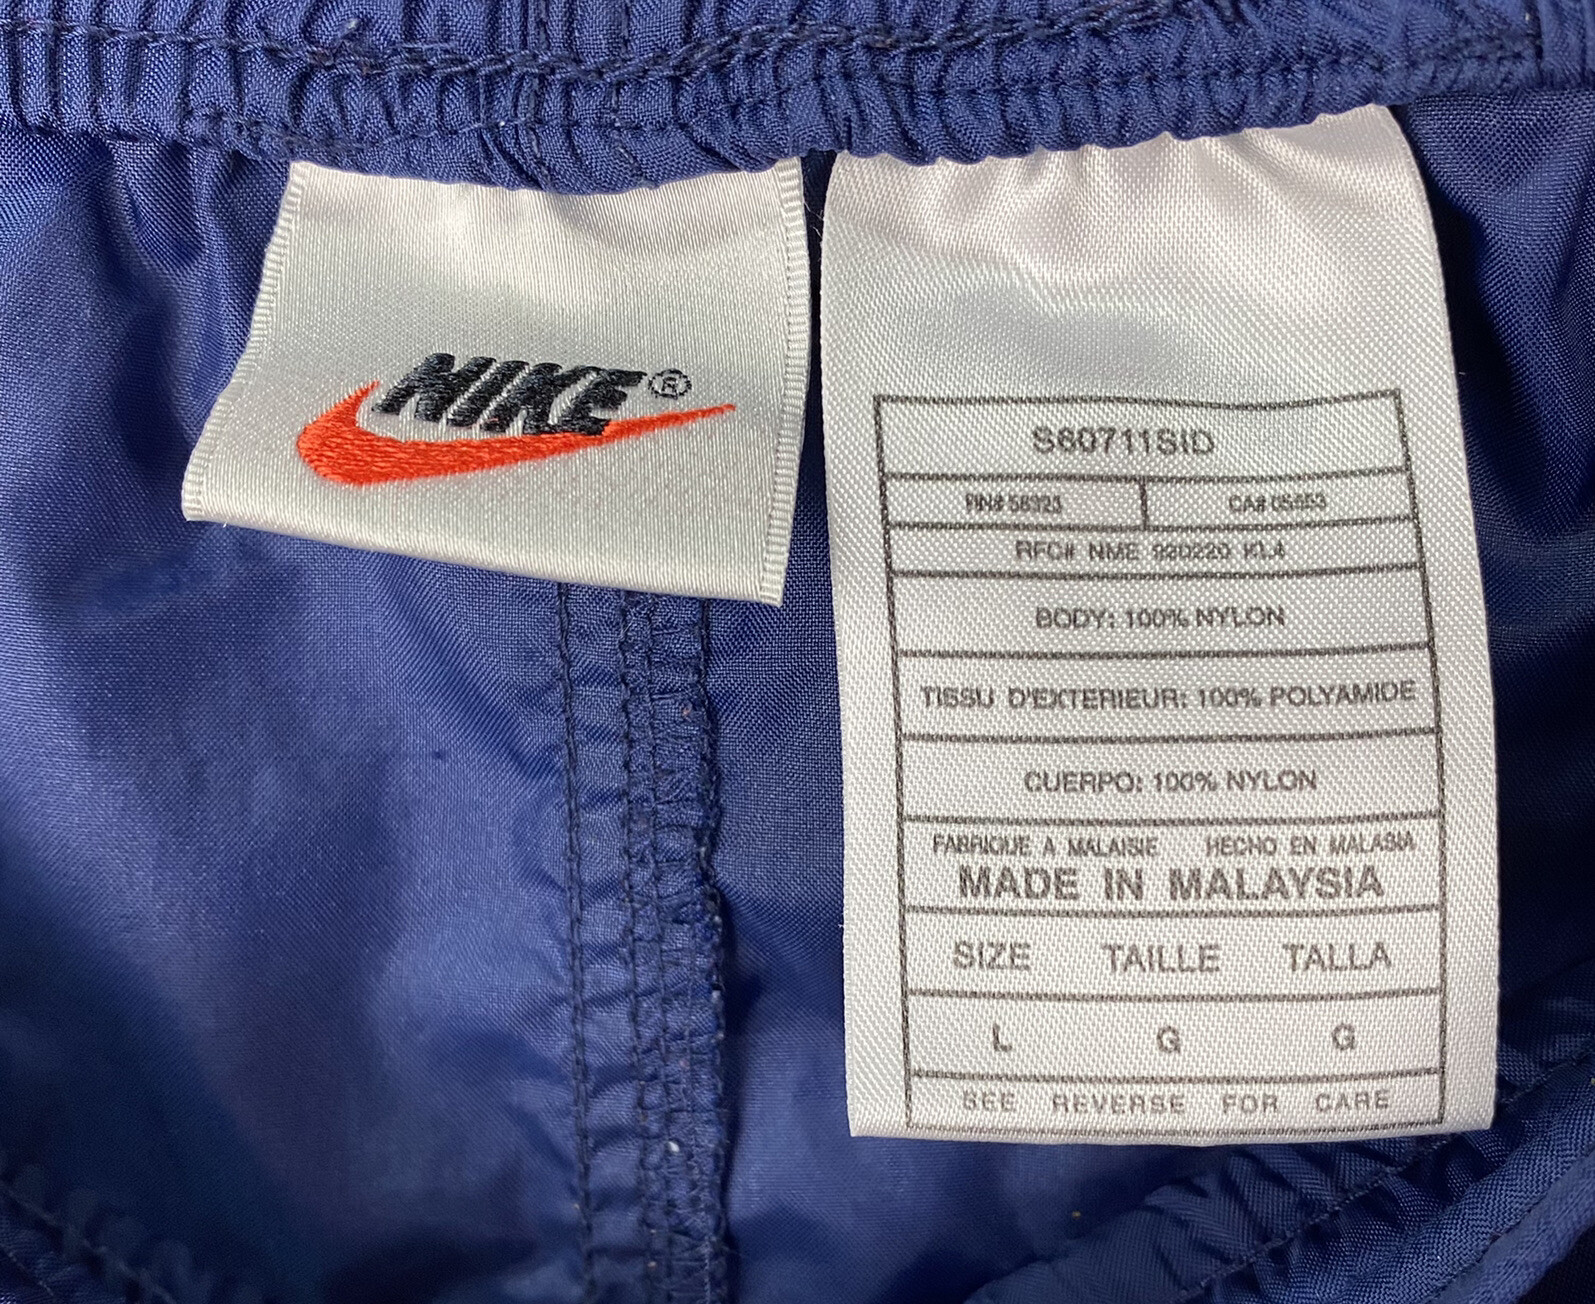 NIKE®
S60711SID
RN# 56323
CA# 05553
RFC# NME 920220 KL4
BODY: 100% NYLON
TISSU D'EXTERIEUR: 100% POLYAMIDE
CUERPO: 100% NYLON
FABRIQUE A MALAISIE HECHO EN MALASIA
MADE IN MALAYSIA
SIZE TAILLE TALLA
L G G
SEE REVERSE FOR CARE